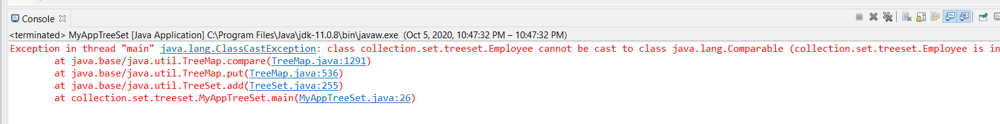 Console
<terminated> MyAppTreeSet [Java Application] C:\Program Files\Java\jdk-11.0.8\bin\javaw.exe (Oct 5, 2020, 10:47:32 PM – 10:47:32 PM)
Exception in thread "main" java.lang.ClassCastException: class collection.set.treeset.Employee cannot be cast to class java.lang.Comparable (collection.set.treeset.Employee is in
at java.base/java.util.TreeMap.compare(TreeMap.java:1291)
at java.base/java.util.TreeMap.put(TreeMap.java:536)
at java.base/java.util.TreeSet.add(TreeSet.java:255)
at collection.set.treeset.MyAppTreeSet.main(MyAppTreeSet.java:26)